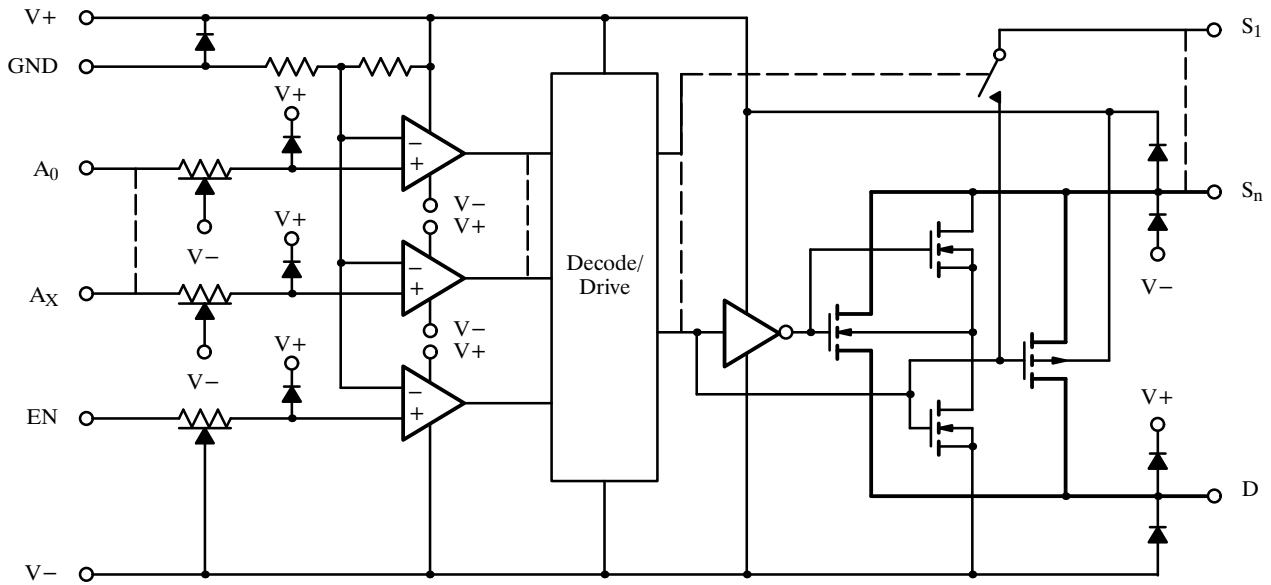 V+
S1
GND
V+
A0
−
+
V−
V+
V+
Sn
V−
Decode/
Drive
−
+
AX
V−
V−
V+
V−
V+
EN
−
+
V+
D
V−